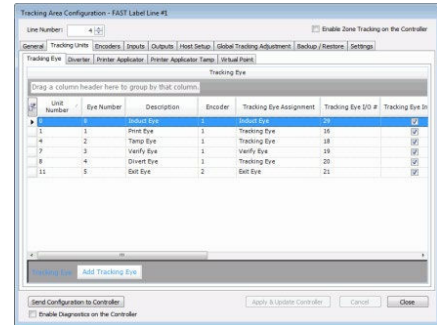 Tracking Area Configuration - FAST Label Line #1
Line Number: 4
Enable Zone Tracking on the Controller
General Tracking Units Encoders Inputs Outputs Host Setup Global Tracking Adjustment Backup / Restore Settings
Tracking Eye Diverter Printer Applicator Printer Applicator Tamp Virtual Point
Tracking Eye
Drag a column header here to group by that column.
Unit Number Eye Number Description Encoder Tracking Eye Assignment Tracking Eye I/O # Tracking Eye In
Induct Eye 1 Induct Eye 29
1 1 Print Eye 1 Tracking Eye 16
4 2 Tamp Eye 1 Tracking Eye 18
7 3 Verify Eye 1 Verify Eye 19
8 4 Divert Eye 1 Tracking Eye 20
11 5 Exit Eye 2 Exit Eye 21
Tracking Eye Add Tracking Eye
Send Configuration to Controller Apply & Update Controller Cancel Close
Enable Diagnostics on the Controller